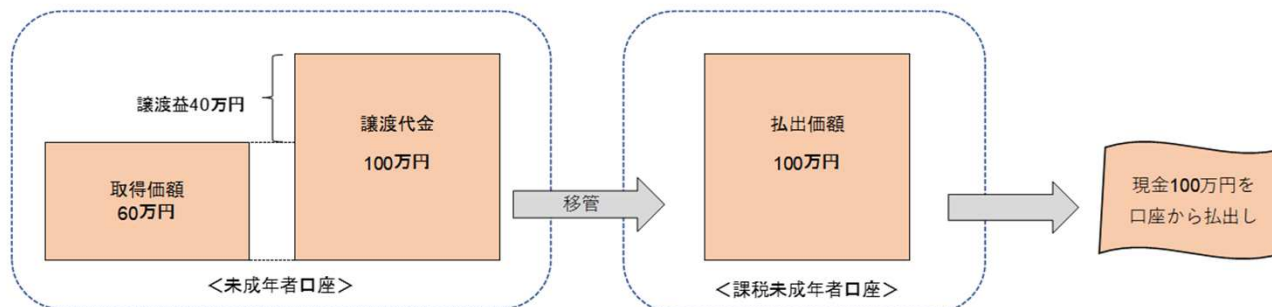 譲渡益40万円
取得価額
60万円
譲渡代金
100万円
＜未成年者口座＞
移管
払出価額
100万円
＜課税未成年者口座＞
現金100万円を
口座から払出し